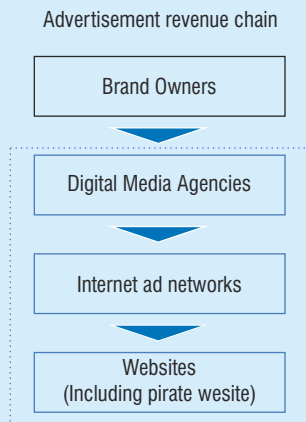 Advertisement revenue chain
Brand Owners
Digital Media Agencies
Internet ad networks
Websites
(Including pirate wesite)